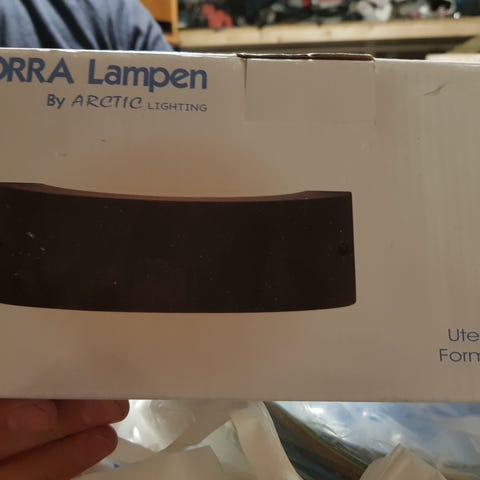 ORRA Lampen
By ARCTIC LIGHTING
Ute
Form